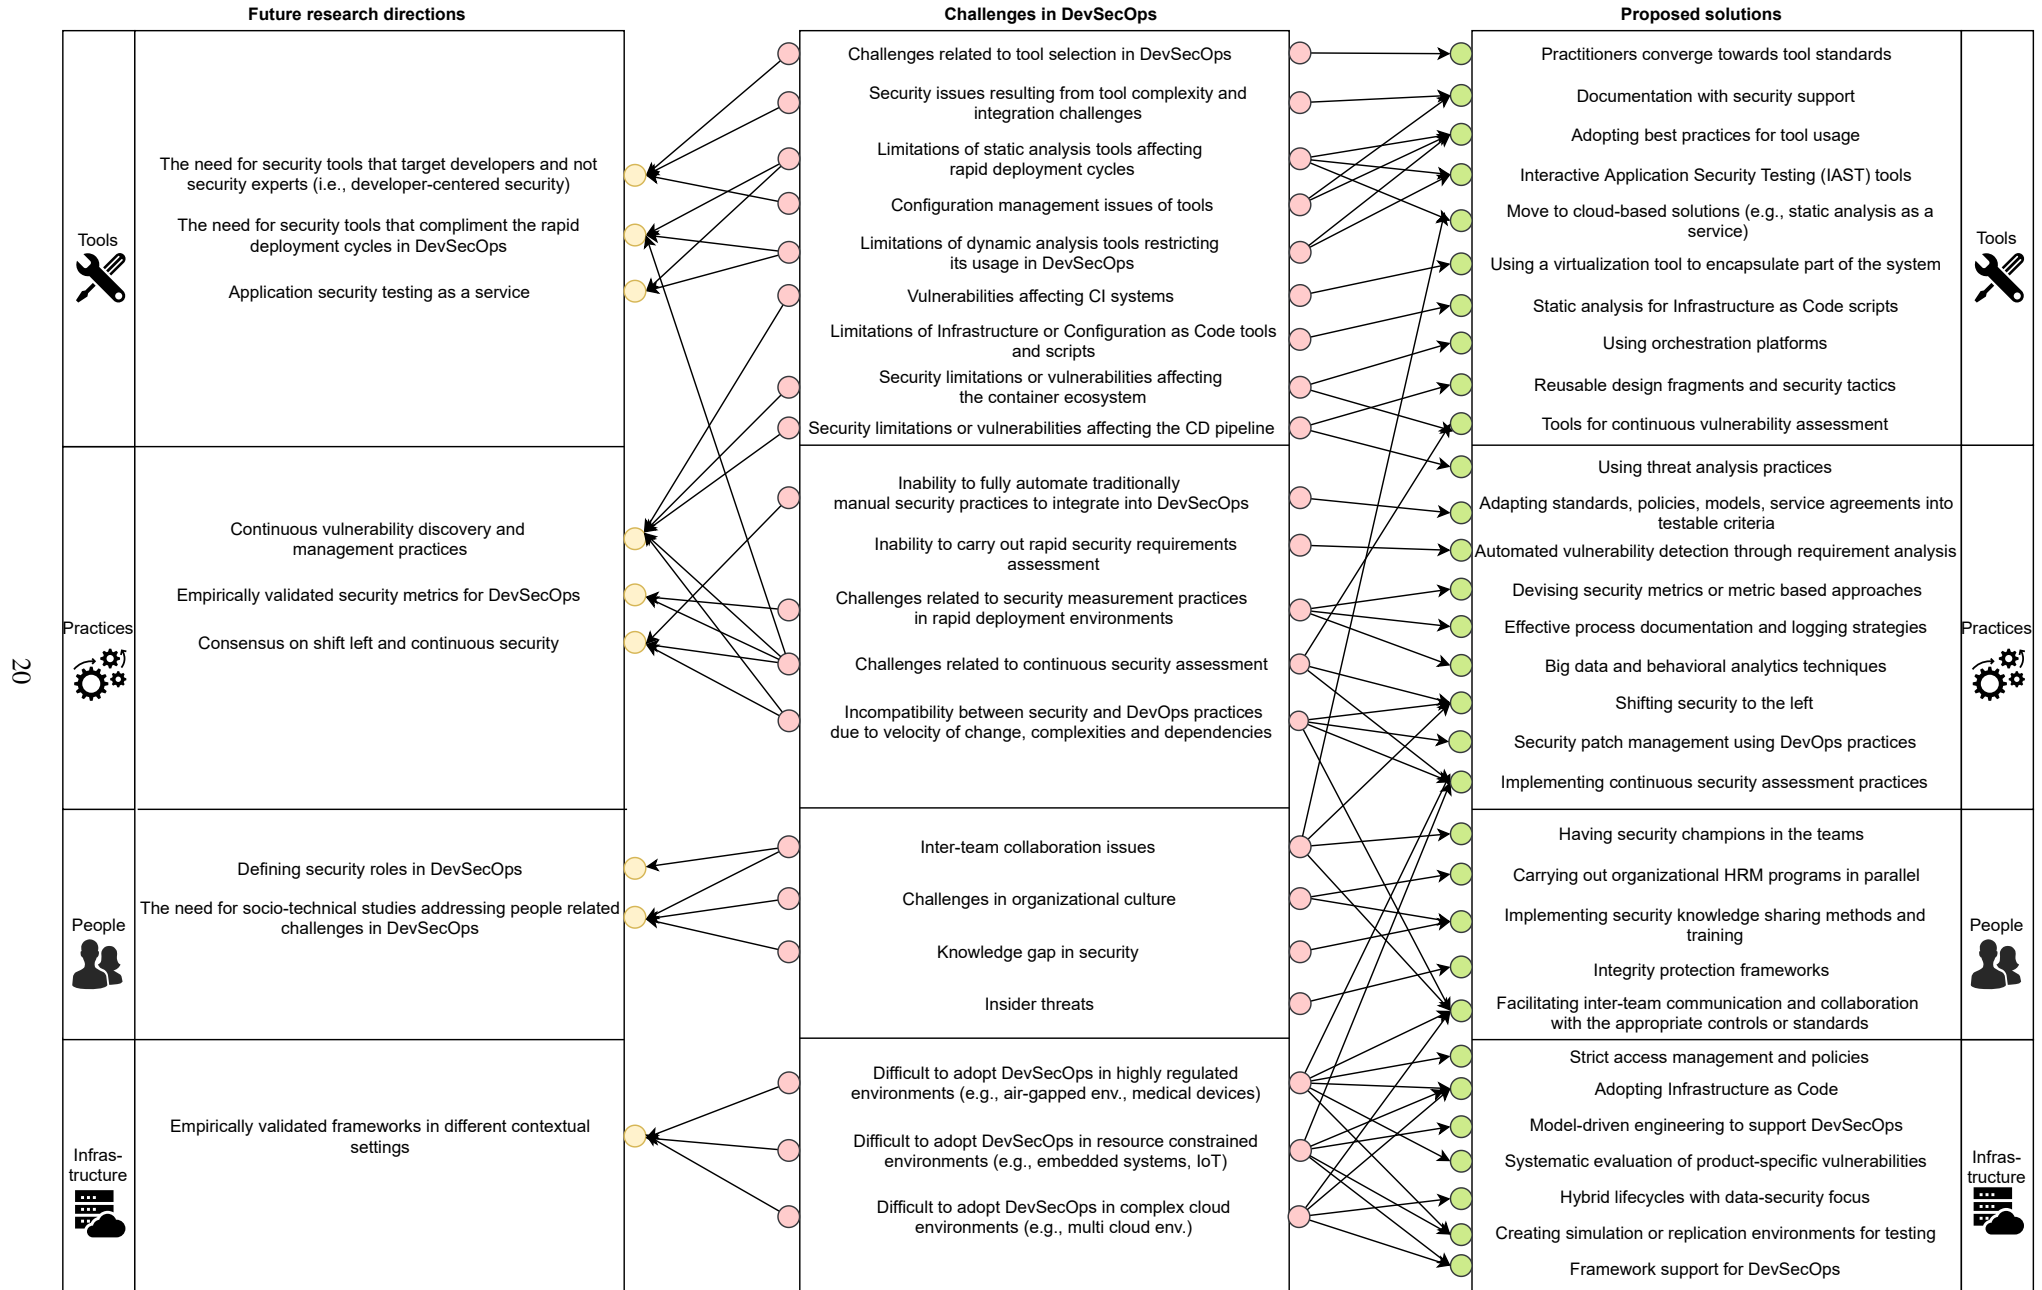 Future research directions
Challenges in DevSecOps
Proposed solutions
Tools
The need for security tools that target developers and not
security experts (i.e., developer-centered security)
The need for security tools that compliment the rapid
deployment cycles in DevSecOps
Application security testing as a service
Practices
Continuous vulnerability discovery and
management practices
Empirically validated security metrics for DevSecOps
Consensus on shift left and continuous security
People
Defining security roles in DevSecOps
The need for socio-technical studies addressing people related
challenges in DevSecOps
Infras-
tructure
Empirically validated frameworks in different contextual
settings
Challenges related to tool selection in DevSecOps
Security issues resulting from tool complexity and
integration challenges
Limitations of static analysis tools affecting
rapid deployment cycles
Configuration management issues of tools
Limitations of dynamic analysis tools restricting
its usage in DevSecOps
Vulnerabilities affecting CI systems
Limitations of Infrastructure or Configuration as Code tools
and scripts
Security limitations or vulnerabilities affecting
the container ecosystem
Security limitations or vulnerabilities affecting the CD pipeline
Inability to fully automate traditionally
manual security practices to integrate into DevSecOps
Inability to carry out rapid security requirements
assessment
Challenges related to security measurement practices
in rapid deployment environments
Challenges related to continuous security assessment
Incompatibility between security and DevOps practices
due to velocity of change, complexities and dependencies
Inter-team collaboration issues
Challenges in organizational culture
Knowledge gap in security
Insider threats
Difficult to adopt DevSecOps in highly regulated
environments (e.g., air-gapped env., medical devices)
Difficult to adopt DevSecOps in resource constrained
environments (e.g., embedded systems, IoT)
Difficult to adopt DevSecOps in complex cloud
environments (e.g., multi cloud env.)
Practitioners converge towards tool standards
Documentation with security support
Adopting best practices for tool usage
Interactive Application Security Testing (IAST) tools
Move to cloud-based solutions (e.g., static analysis as a
service)
Using a virtualization tool to encapsulate part of the system
Static analysis for Infrastructure as Code scripts
Using orchestration platforms
Reusable design fragments and security tactics
Tools for continuous vulnerability assessment
Tools
Using threat analysis practices
Adapting standards, policies, models, service agreements into
testable criteria
Automated vulnerability detection through requirement analysis
Devising security metrics or metric based approaches
Effective process documentation and logging strategies
Big data and behavioral analytics techniques
Shifting security to the left
Security patch management using DevOps practices
Implementing continuous security assessment practices
Practices
Having security champions in the teams
Carrying out organizational HRM programs in parallel
Implementing security knowledge sharing methods and
training
Integrity protection frameworks
Facilitating inter-team communication and collaboration
with the appropriate controls or standards
People
Strict access management and policies
Adopting Infrastructure as Code
Model-driven engineering to support DevSecOps
Systematic evaluation of product-specific vulnerabilities
Hybrid lifecycles with data-security focus
Creating simulation or replication environments for testing
Framework support for DevSecOps
Infras-
tructure
20